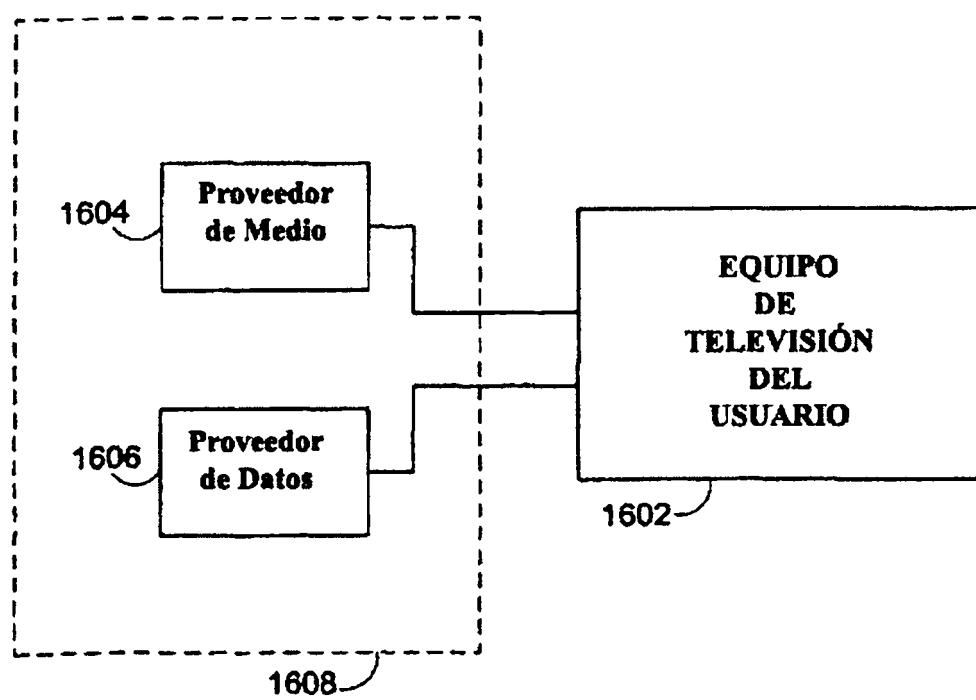 Proveedor
de Medio
1604
EQUIPO
DE
TELEVISIÓN
DEL
USUARIO
Proveedor
de Datos
1606
1602
1608